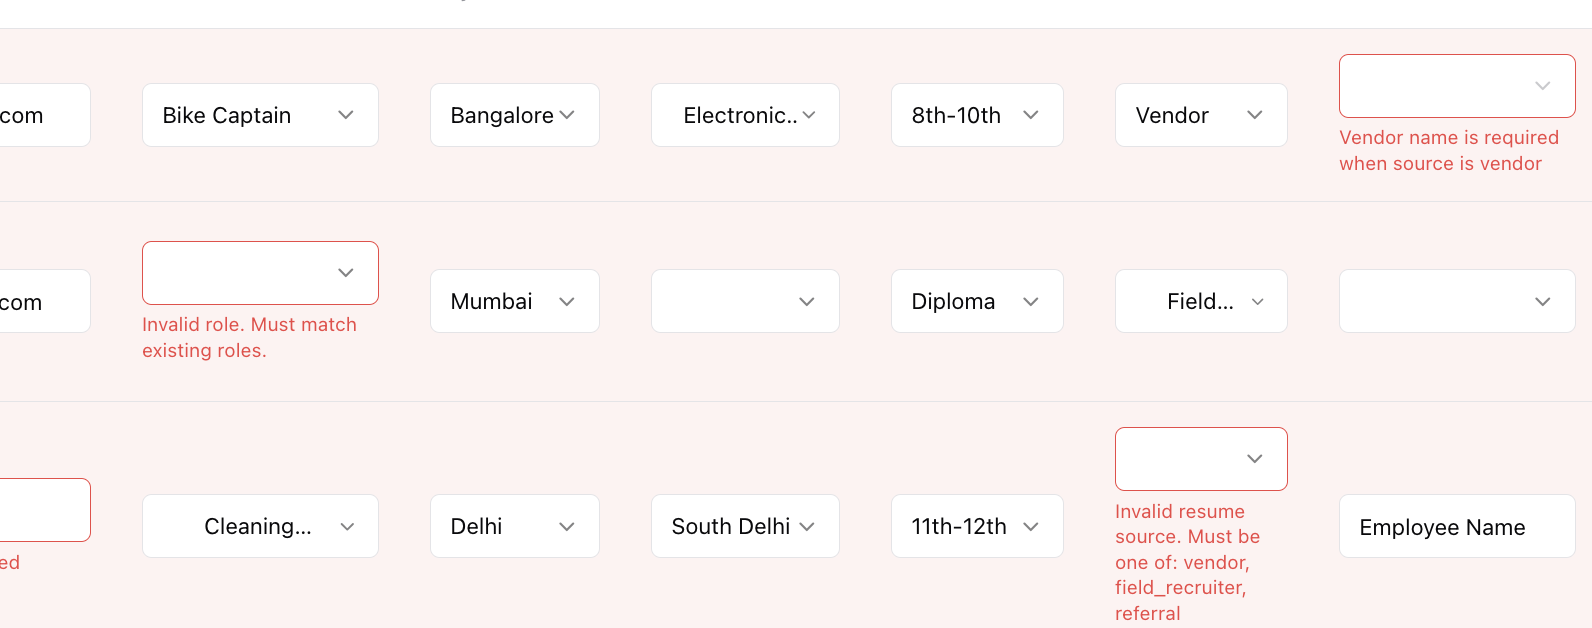 .com
Bike Captain
Bangalore
Electronic..
8th-10th
Vendor
Vendor name is required
when source is vendor
com
Invalid role. Must match
existing roles.
Mumbai
Diploma
Field...
ed
Cleaning...
Delhi
South Delhi
11th-12th
Invalid resume
source. Must be
one of: vendor,
field_recruiter,
referral
Employee Name